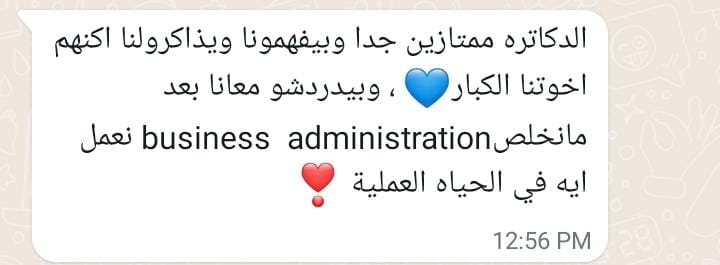 الدكاتره ممتازين جدا وبيفهمونا ويذاكرولنا اكنهم
اخوتنا الكبار💙 ، وبيدردشو معانا بعد
مانخلصbusiness administration نعمل
ايه في الحياه العملية ❣️
12:56 PM